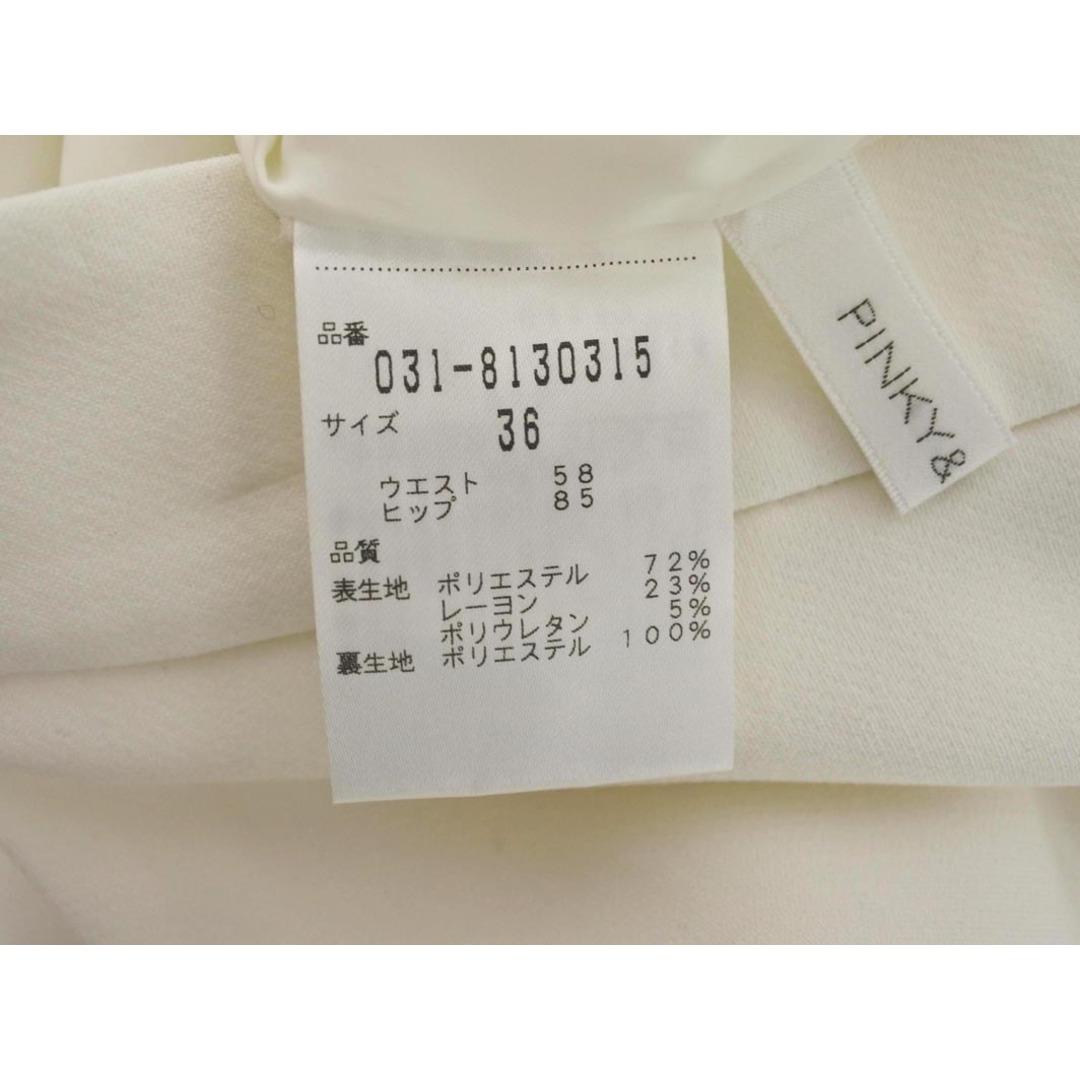 品番
031-8130315
サイズ 36
ウエスト 58
ヒップ 85
品質
表生地 ポリエステル 72%
レーヨン 23%
ポリウレタン 5%
裏生地 ポリエステル 100%
PINKY&